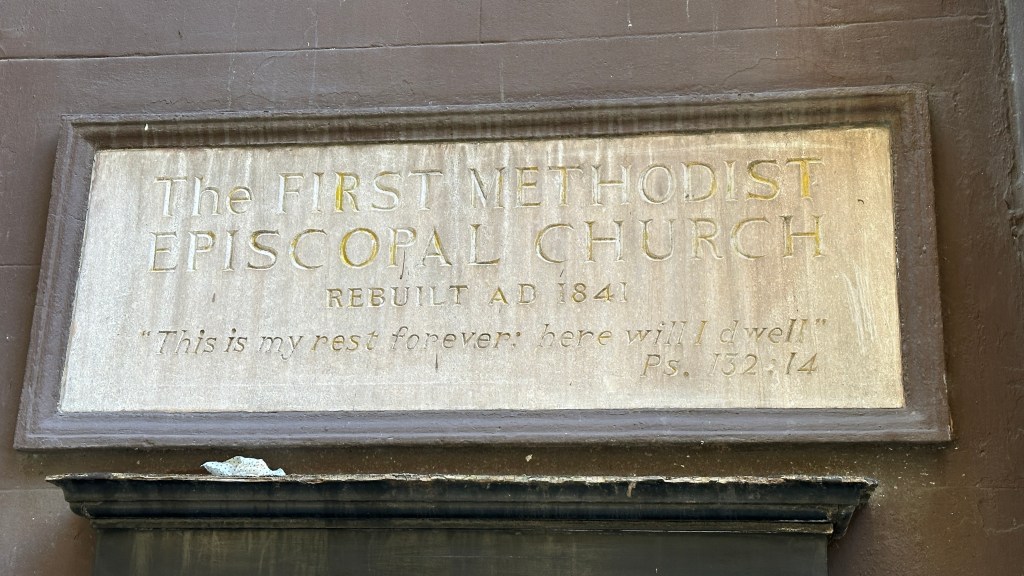 The FIRST METHODIST
EPISCOPAL CHURCH
REBUILT AD 1841
"This is my rest forever: here will I dwell"
Ps. 132:14